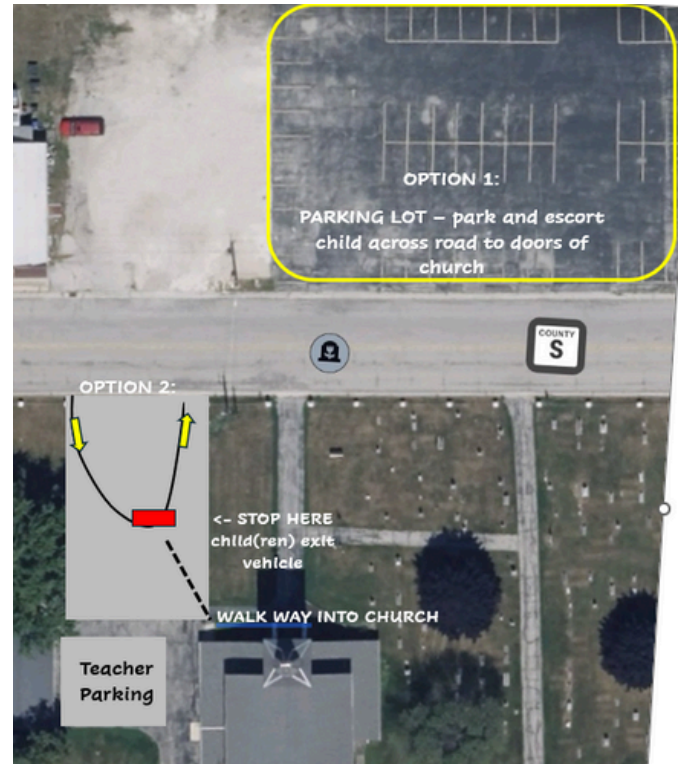 OPTION 1:
PARKING LOT – park and escort
child across road to doors of
church
COUNTY
S
OPTION 2:
<- STOP HERE
child(ren) exit
vehicle
WALK WAY INTO CHURCH
Teacher
Parking